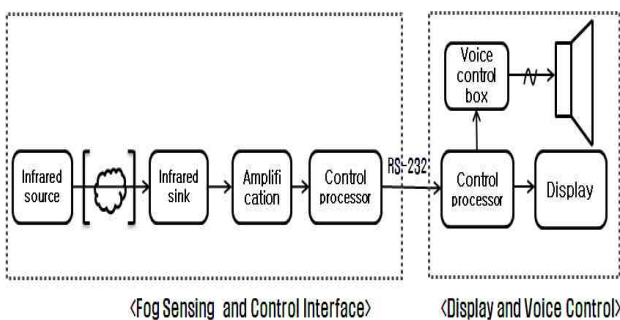 Voice
control
box
RS-232
Infrared
source
Infrared
sink
Amplifi
cation
Control
processor
Control
processor
Display
<Fog Sensing and Control Interface>
<Display and Voice Control>